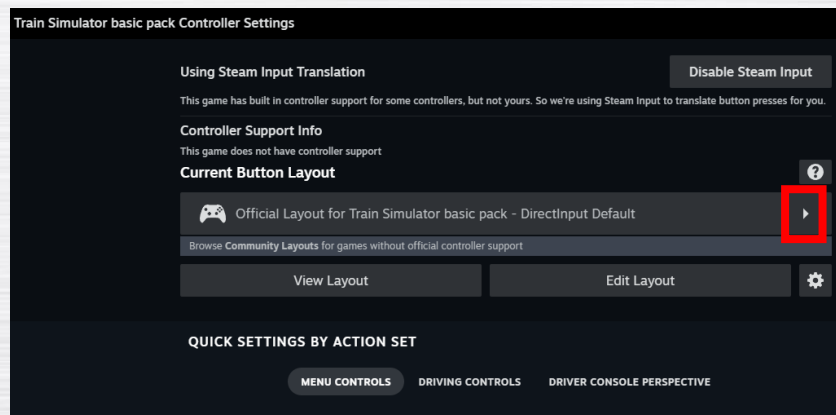 Train Simulator basic pack Controller Settings
Using Steam Input Translation
Disable Steam Input
This game has built in controller support for some controllers, but not yours. So we're using Steam Input to translate button presses for you.
Controller Support Info
This game does not have controller support
Current Button Layout
?
Official Layout for Train Simulator basic pack - DirectInput Default
Browse Community Layouts for games without official controller support
View Layout
Edit Layout
QUICK SETTINGS BY ACTION SET
MENU CONTROLS
DRIVING CONTROLS
DRIVER CONSOLE PERSPECTIVE